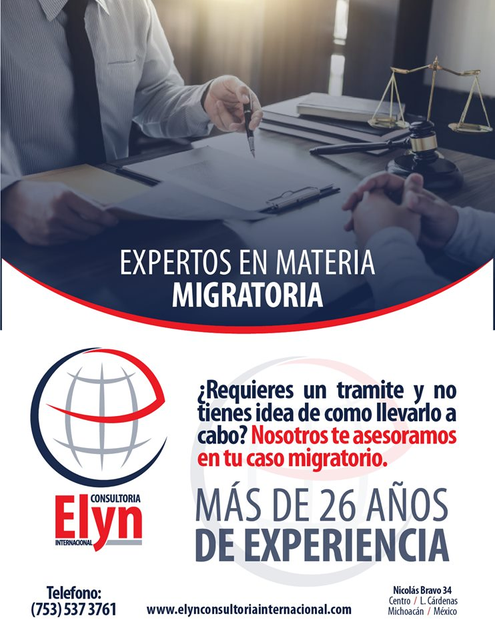 EXPERTOS EN MATERIA
MIGRATORIA
¿Requieres un tramite y no
tienes idea de como llevarlo a
cabo? Nosotros te asesoramos
en tu caso migratorio.
CONSULTORIA
Elyn
INTERNACIONAL
MÁS DE 26 AÑOS
DE EXPERIENCIA
Telefono:
(753) 537 3761
www.elynconsultoriainternacional.com
Nicolás Bravo 34
Centro / L. Cárdenas
Michoacán / México